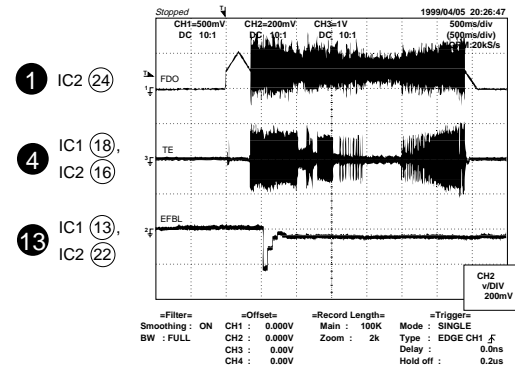 Stopped 1999/04/05 20:26:47
CH1=500mV CH2=200mV CH3=1V 500ms/div
DC 10:1 DC 10:1 DC 10:1 (500ms/div)
:20kS/s
1 IC2 24
FDO
4 IC1 18,
IC2 16
TE
13 IC1 13,
IC2 22
EFBL
CH2
v/DIV
200mV
=Filter= =Offset= =Record Length= =Trigger=
Smoothing : ON CH1 : 0.000V Main : 100K Mode : SINGLE
BW : FULL CH2 : 0.000V Zoom : 2k Type : EDGE CH1
CH3 : 0.00V Delay : 0.0ns
CH4 : 0.00V Hold off : 0.2us